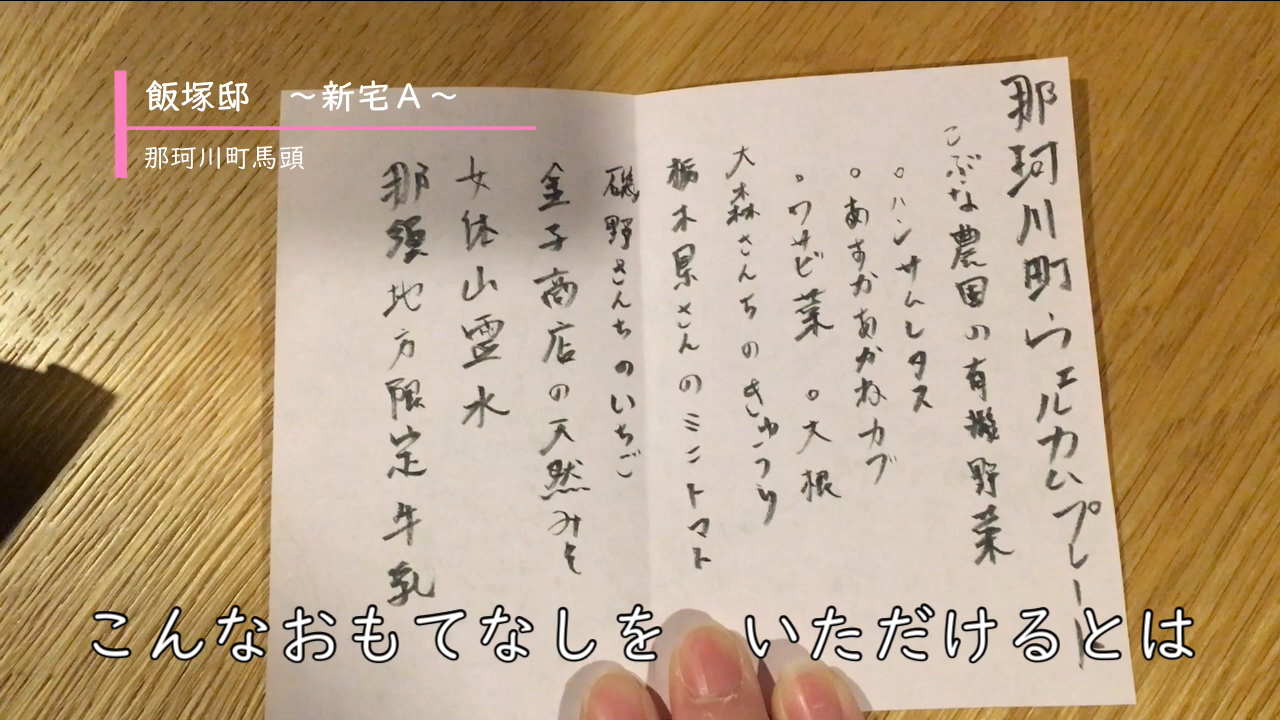 飯塚邸 ～新宅A～
那珂川町馬頭
那珂川町ウェルカムプレート
こぶな農園の有機野菜
。ハンサムレタス
。あすかあかねカブ
。ワサビ菜 。大根
大森さんちのきゅうり
栃木県さんのミニトマト
磯野さんちのいちご
金子商店の天然みそ
女体山霊水
那須地方限定牛乳
こんなおもてなしを いただけるとは